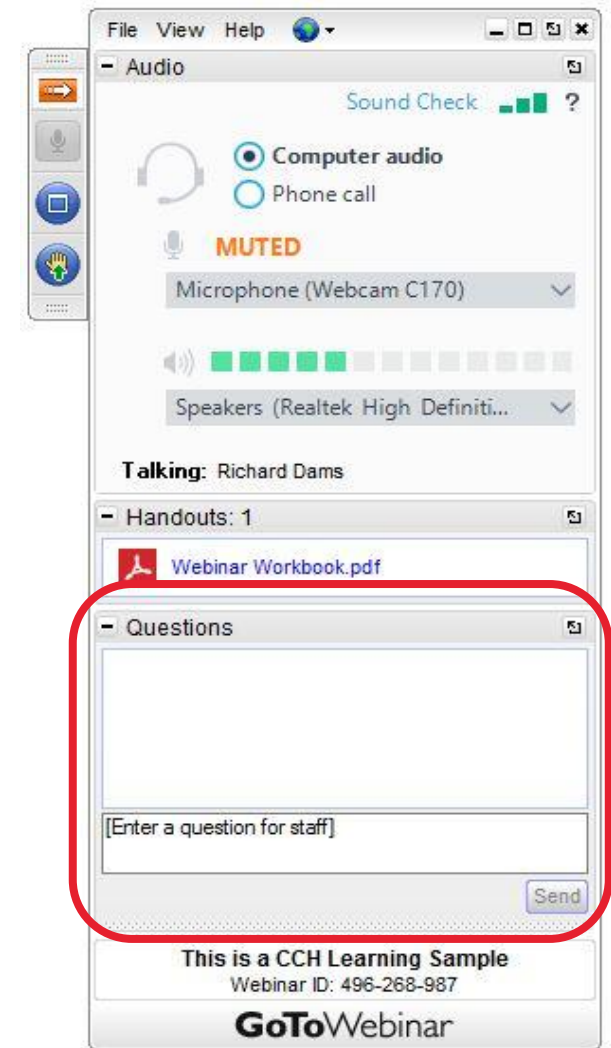 File View Help
Audio
Sound Check ?
Computer audio
Phone call
MUTED
Microphone (Webcam C170)
Speakers (Realtek High Definiti...
Talking: Richard Dams
Handouts: 1
Webinar Workbook.pdf
Questions
[Enter a question for staff]
Send
This is a CCH Learning Sample
Webinar ID: 496-268-987
GoToWebinar